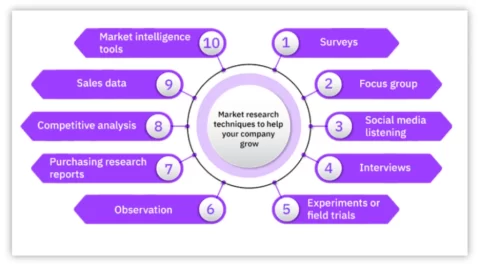 Market research
techniques to help
your company
grow
1
Surveys
2
Focus group
3
Social media
listening
4
Interviews
5
Experiments or
field trials
6
Observation
7
Purchasing research
reports
8
Competitive analysis
9
Sales data
10
Market intelligence
tools